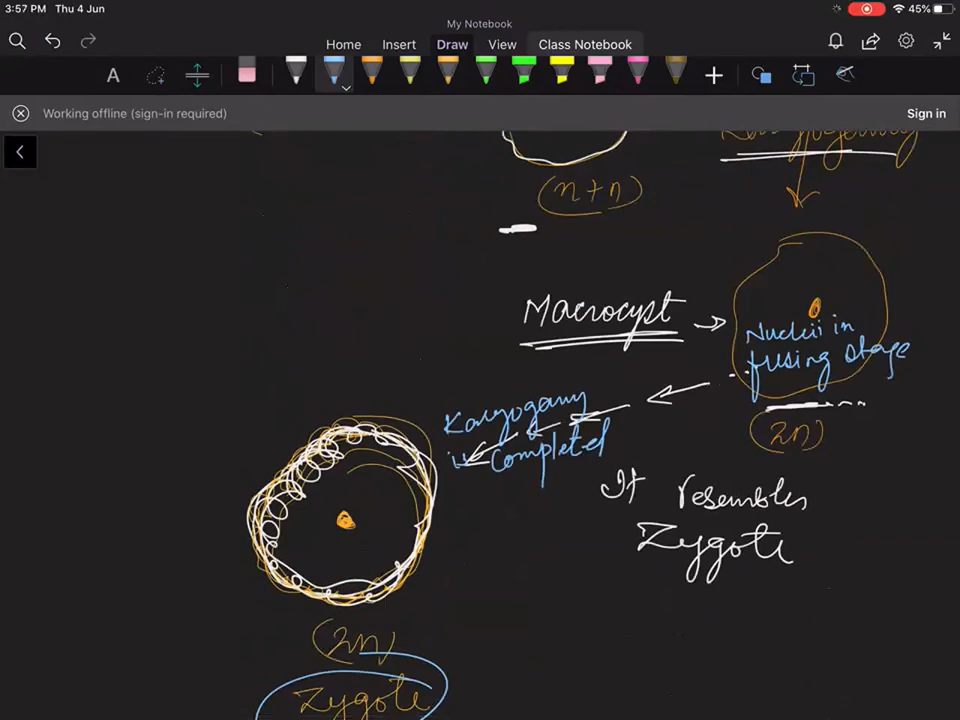 3:57 PM Thu 4 Jun
45%
My Notebook
Home Insert Draw View Class Notebook
A
Working offline (sign-in required)
Sign in
(n+n)
Macrocyst →
Nucleii in
fusing stage
(2n)
Karyogamy
is completed
It resembles
Zygote
(2n)
Zygote